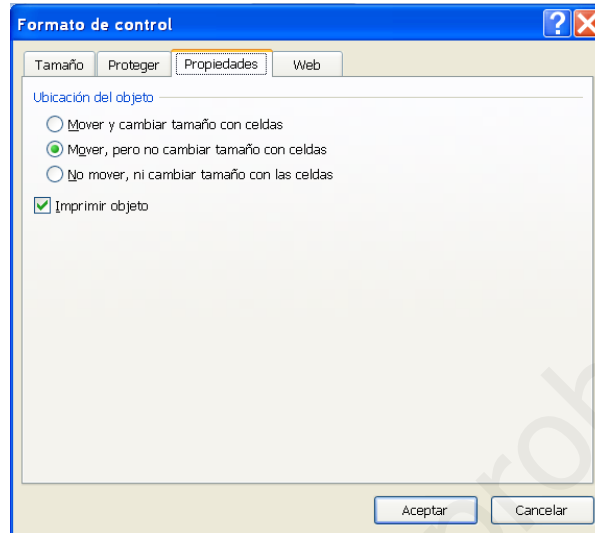 Formato de control
Tamaño Proteger Propiedades Web
Ubicación del objeto
Mover y cambiar tamaño con celdas
Mover, pero no cambiar tamaño con celdas
No mover, ni cambiar tamaño con las celdas
Imprimir objeto
Aceptar Cancelar